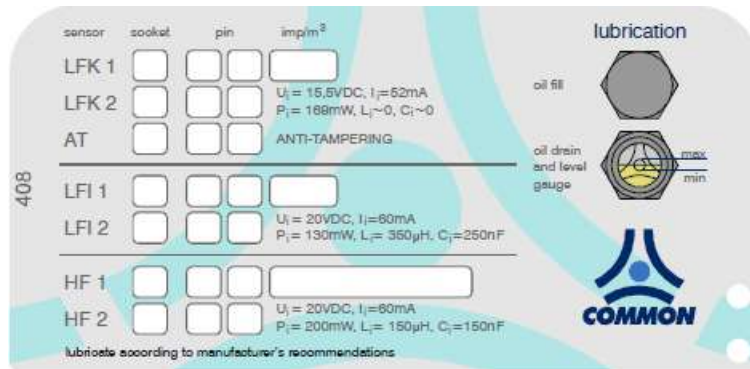 sensor socket pin imp/m³
LFK 1
LFK 2 Ui = 15,5VDC, Ii=52mA
Pi = 169mW, Li~0, Ci~0
AT ANTI-TAMPERING
LFI 1
LFI 2 Ui = 20VDC, Ii=60mA
Pi = 130mW, Li= 350µH, Ci=250nF
HF 1
HF 2 Ui = 20VDC, Ii=60mA
Pi = 200mW, Li= 150µH, Ci=150nF
lubricate according to manufacturer's recommendations
408
lubrication
oil fill
oil drain
and level
gauge
max
min
COMMON